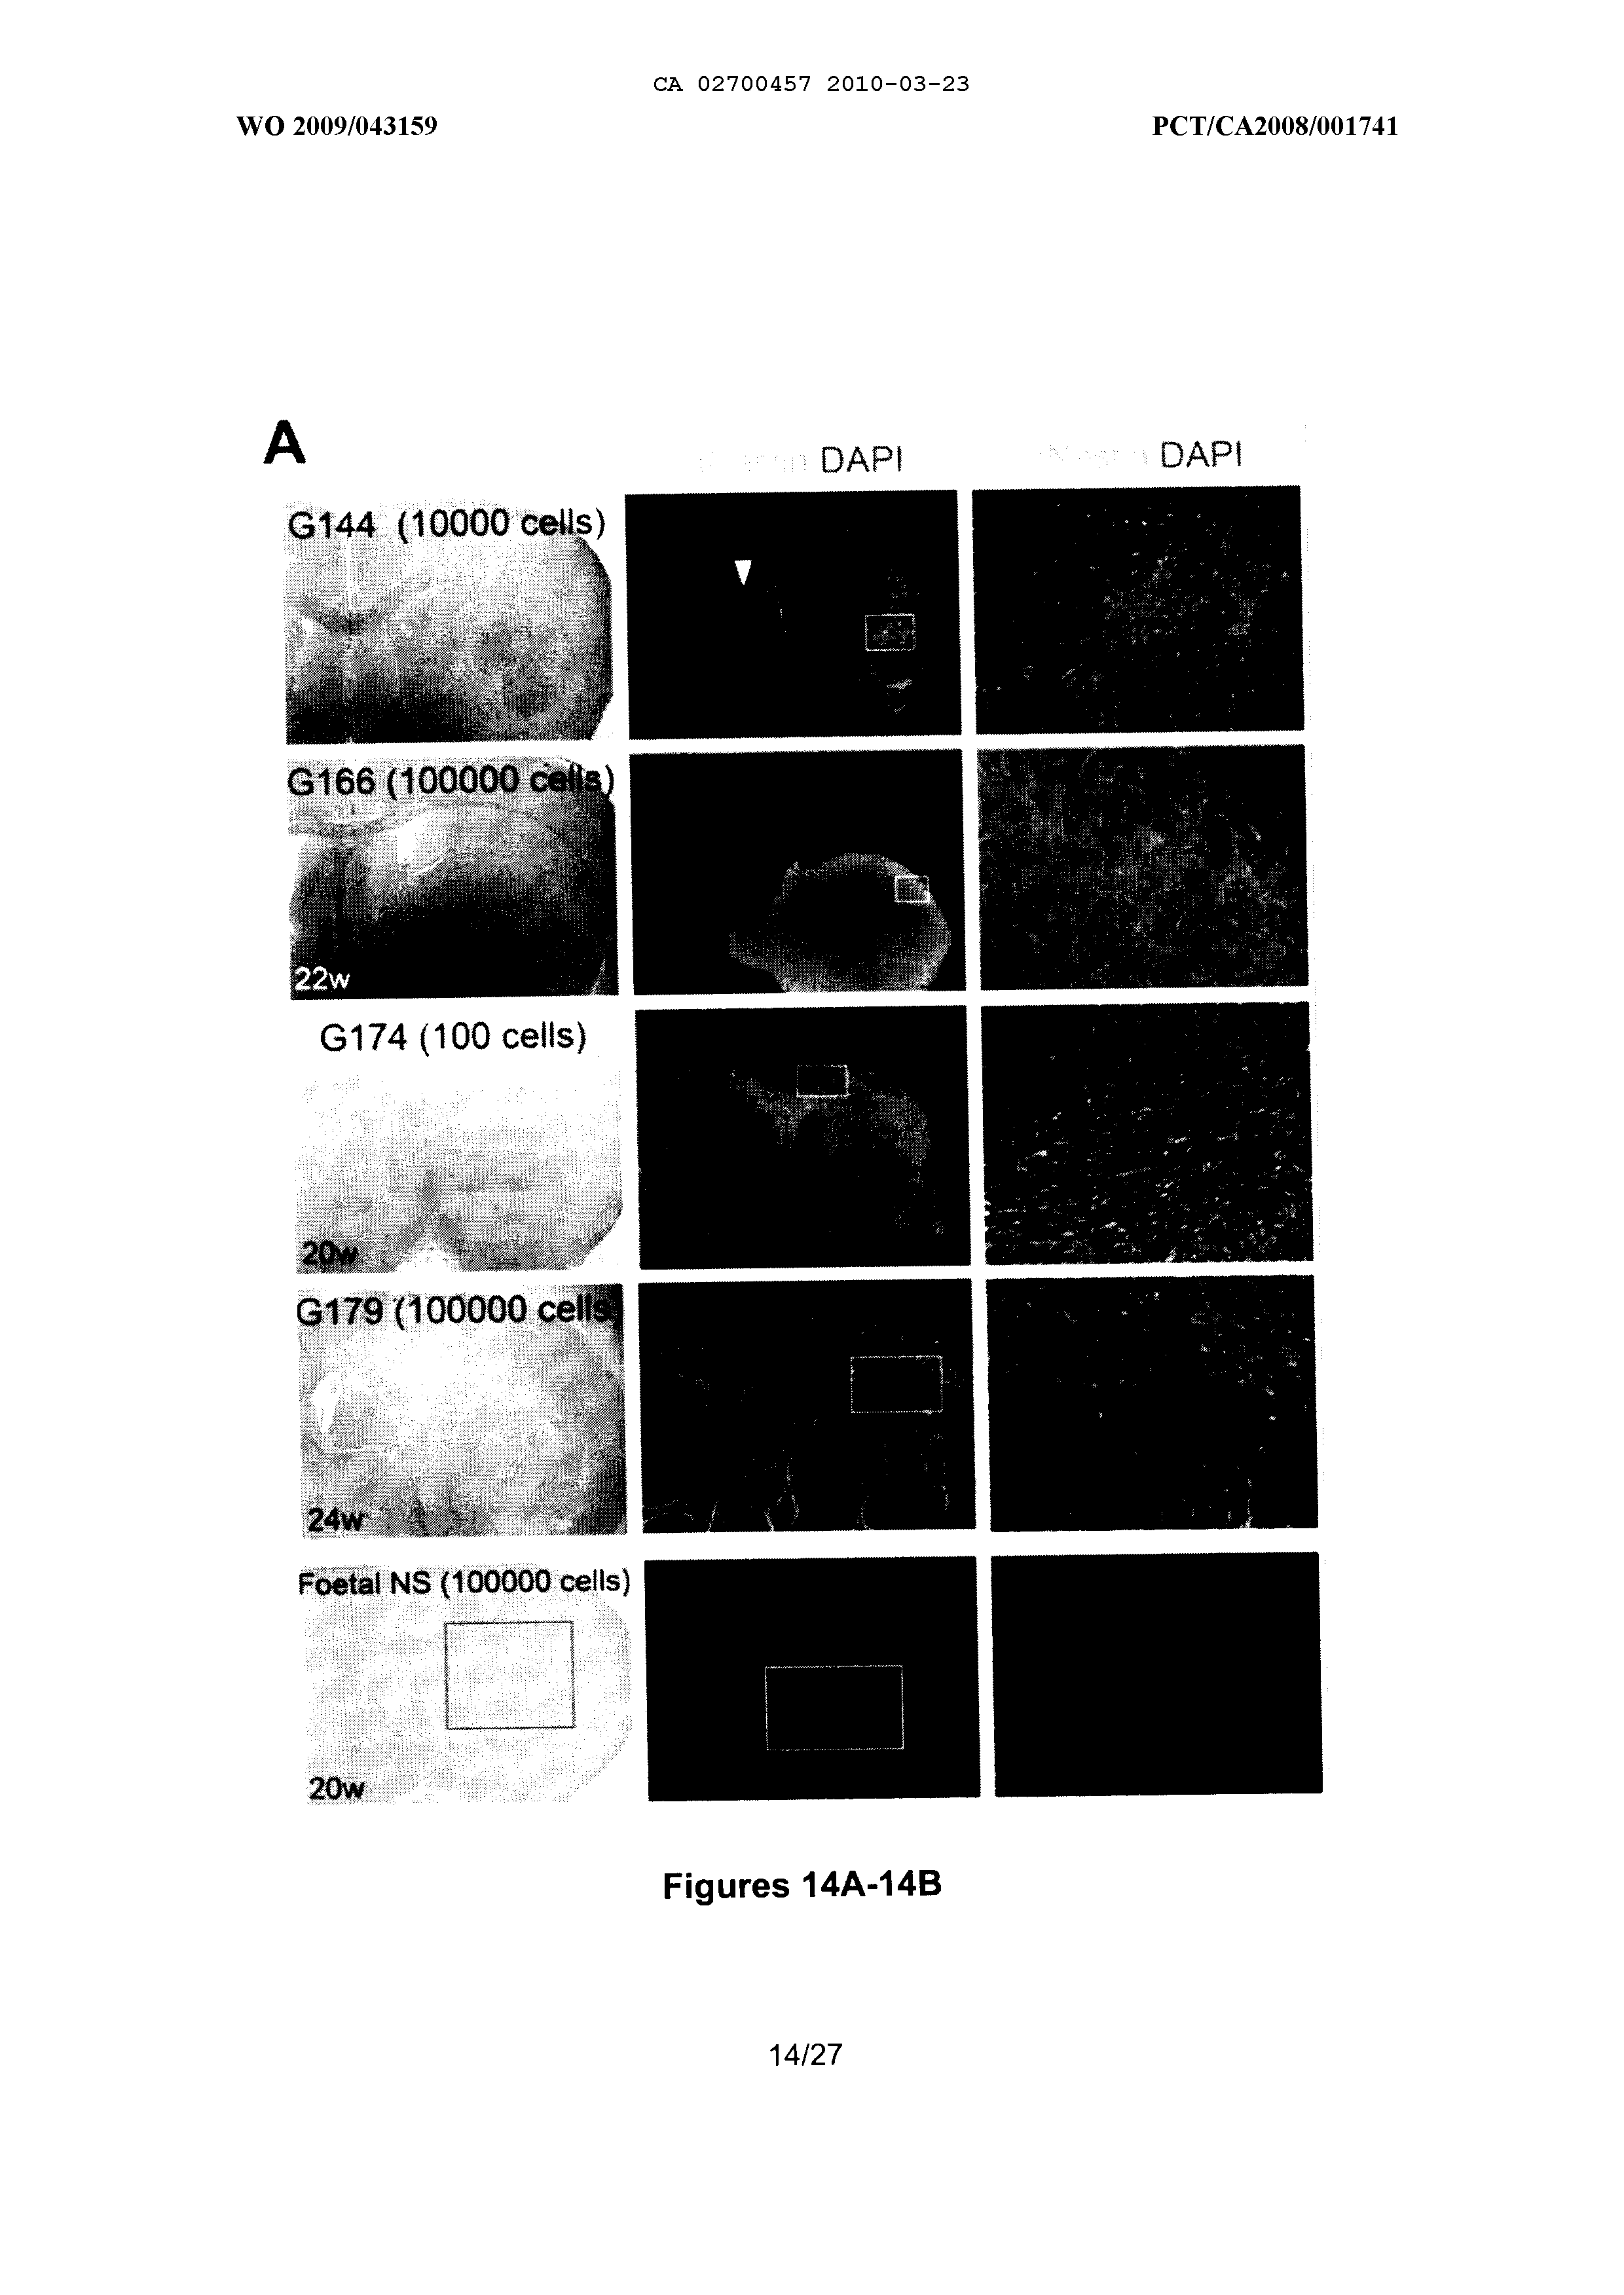 CA 02700457 2010-03-23
WO 2009/043159 PCT/CA2008/001741
A
DAPI DAPI
G144 (10000 cells)
G166 (100000 cells)
22w
G174 (100 cells)
20w
G179 (100000 cells
24w
Foetal NS (100000 cells)
20w
Figures 14A-14B
14/27